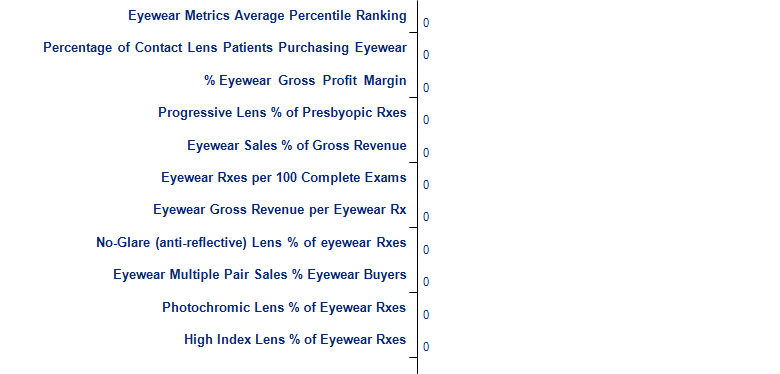 Eyewear Metrics Average Percentile Ranking 0
Percentage of Contact Lens Patients Purchasing Eyewear 0
% Eyewear Gross Profit Margin 0
Progressive Lens % of Presbyopic Rxes 0
Eyewear Sales % of Gross Revenue 0
Eyewear Rxes per 100 Complete Exams 0
Eyewear Gross Revenue per Eyewear Rx 0
No-Glare (anti-reflective) Lens % of eyewear Rxes 0
Eyewear Multiple Pair Sales % Eyewear Buyers 0
Photochromic Lens % of Eyewear Rxes 0
High Index Lens % of Eyewear Rxes 0